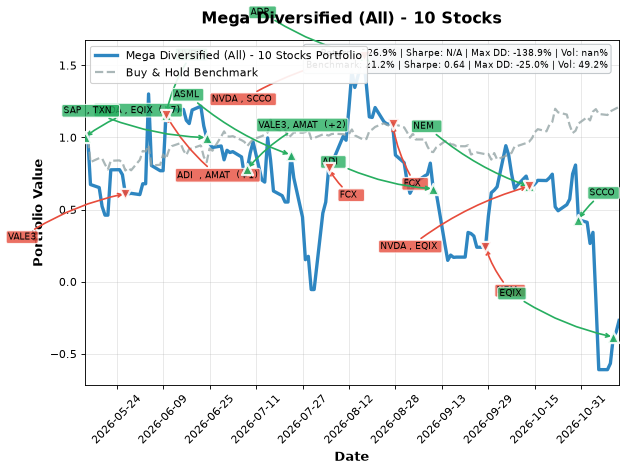 ADP
Mega Diversified (All) - 10 Stocks
Mega Diversified (All) - 10 Stocks Portfolio
Buy & Hold Benchmark
26.9% | Sharpe: N/A | Max DD: -138.9% | Vol: nan%
Benchmark: 21.2% | Sharpe: 0.64 | Max DD: -25.0% | Vol: 49.2%
ASML
NVDA , SCCO
SAP , TXN
, EQIX
VALE3, AMAT (+2)
NEM
ADI
ADI , AMAT
FCX
FCX
SCCO
VALE3
NVDA , EQIX
EQIX
Portfolio Value
1.5
1.0
0.5
0.0
−0.5
2026-05-24
2026-06-09
2026-06-25
2026-07-11
2026-07-27
2026-08-12
2026-08-28
2026-09-13
2026-09-29
2026-10-15
2026-10-31
Date